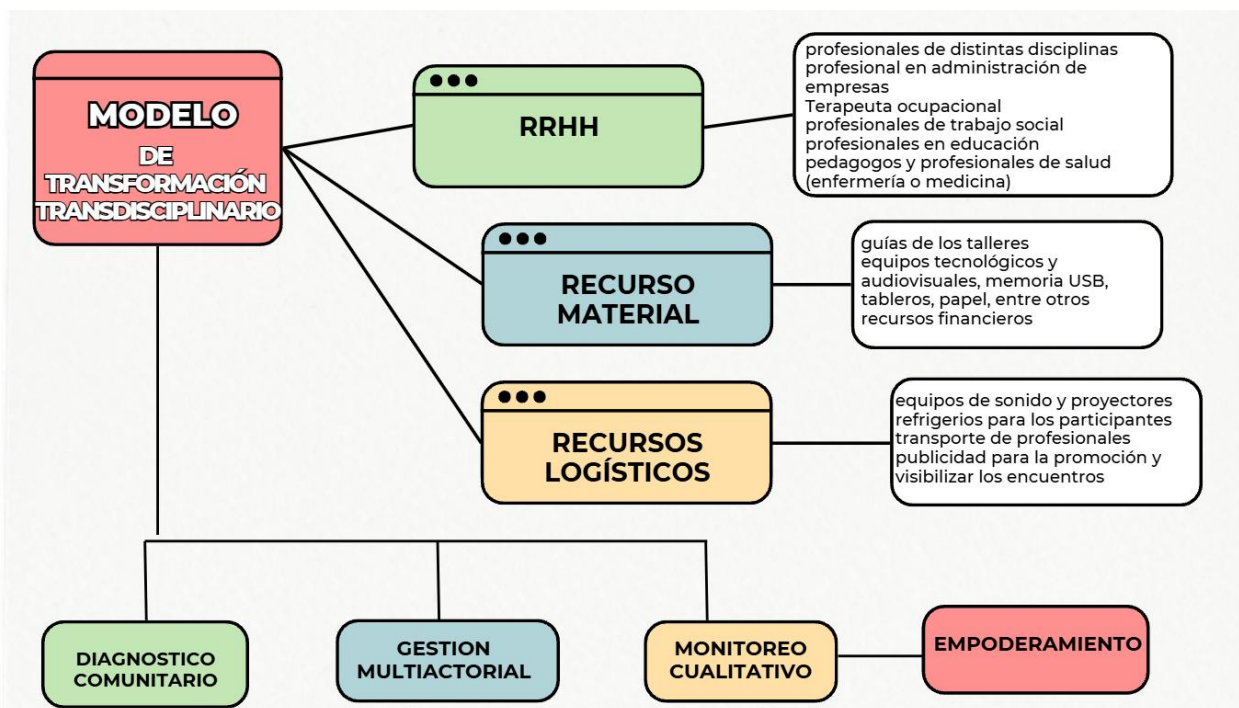 MODELO
DE
TRANSFORMACIÓN
TRANSDISCIPLINARIO
RRHH
profesionales de distintas disciplinas
profesional en administración de
empresas
Terapeuta ocupacional
profesionales de trabajo social
profesionales en educación
pedagogos y profesionales de salud
(enfermería o medicina)
RECURSO
MATERIAL
guías de los talleres
equipos tecnológicos y
audiovisuales, memoria USB,
tableros, papel, entre otros
recursos financieros
RECURSOS
LOGÍSTICOS
equipos de sonido y proyectores
refrigerios para los participantes
transporte de profesionales
publicidad para la promoción y
visibilizar los encuentros
DIAGNOSTICO
COMUNITARIO
GESTION
MULTIACTORIAL
MONITOREO
CUALITATIVO
EMPODERAMIENTO